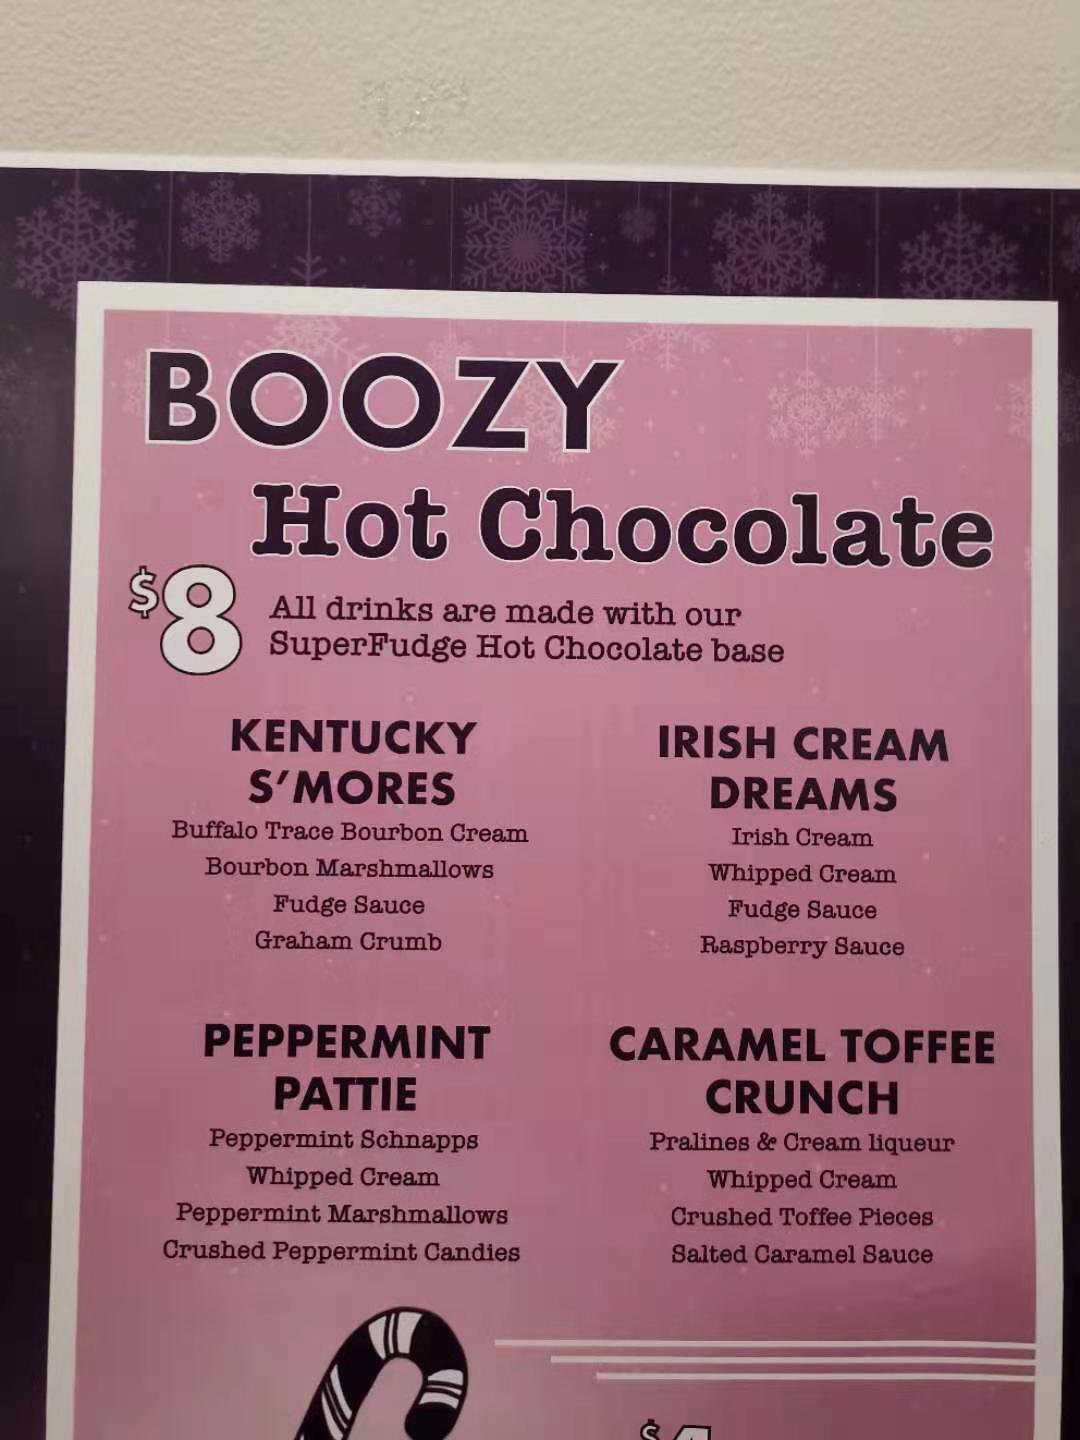 BOOZY
Hot Chocolate
$8
All drinks are made with our
SuperFudge Hot Chocolate base
KENTUCKY
S'MORES
Buffalo Trace Bourbon Cream
Bourbon Marshmallows
Fudge Sauce
Graham Crumb
IRISH CREAM
DREAMS
Irish Cream
Whipped Cream
Fudge Sauce
Raspberry Sauce
PEPPERMINT
PATTIE
Peppermint Schnapps
Whipped Cream
Peppermint Marshmallows
Crushed Peppermint Candies
CARAMEL TOFFEE
CRUNCH
Pralines & Cream liqueur
Whipped Cream
Crushed Toffee Pieces
Salted Caramel Sauce